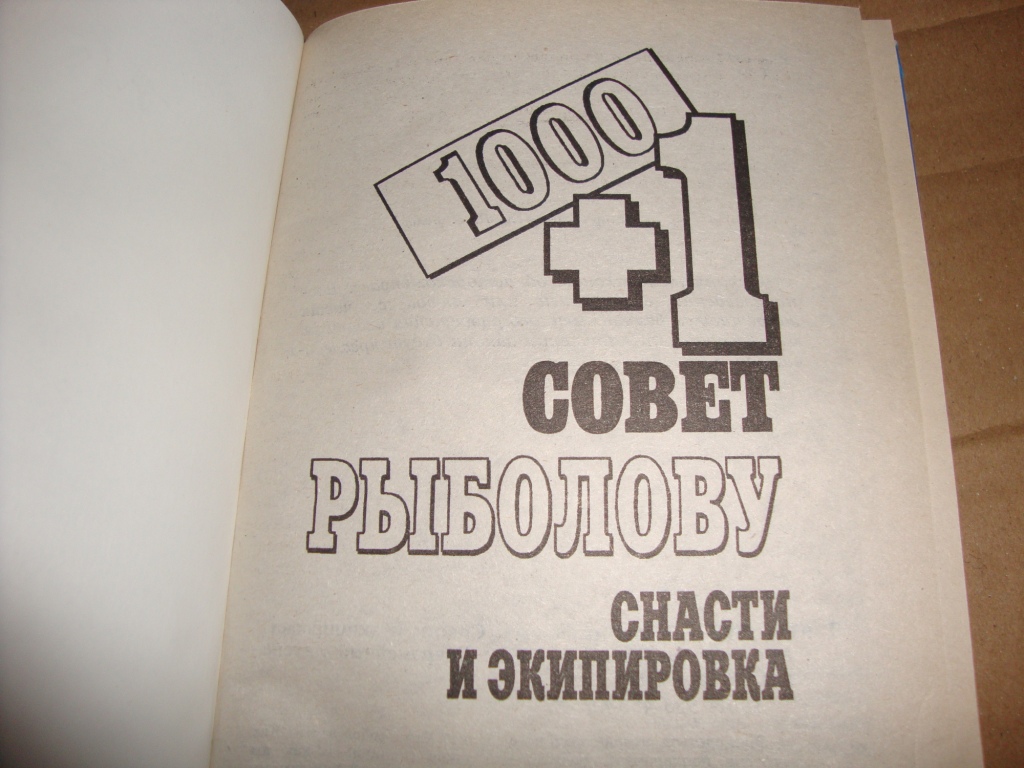 1000
+1
СОВЕТ
РЫБОЛОВУ
СНАСТИ
И ЭКИПИРОВКА